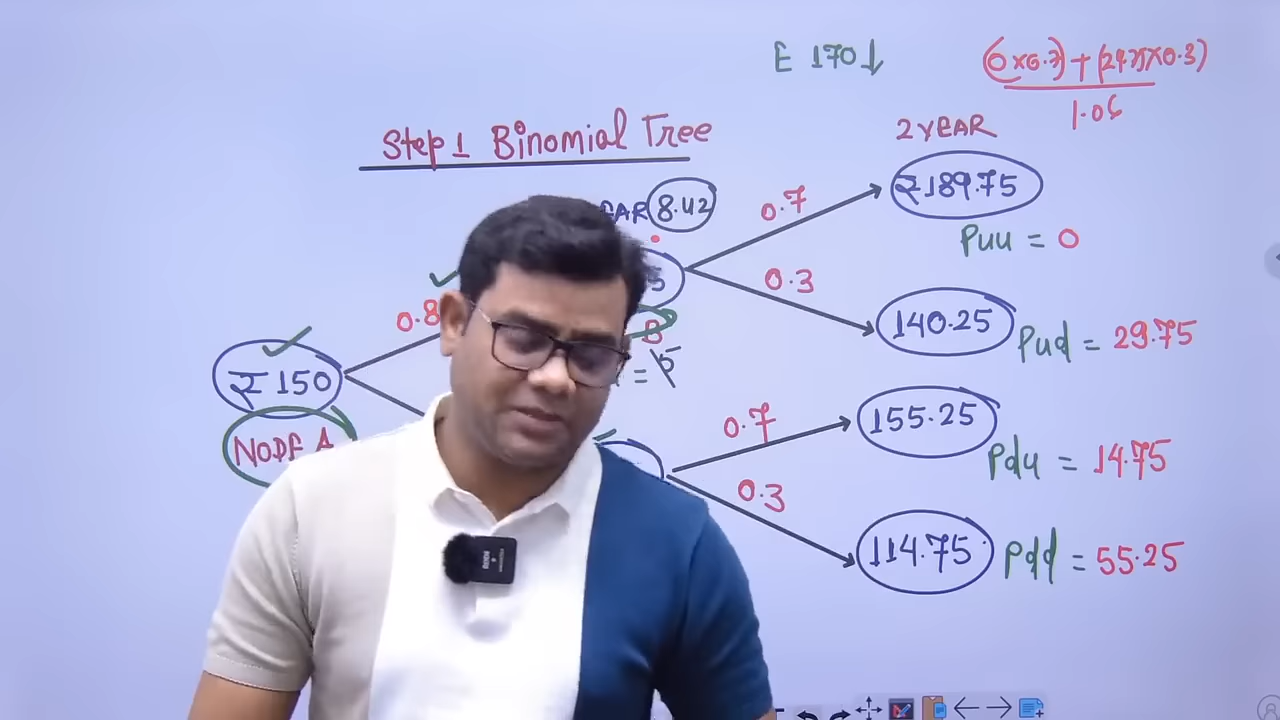 E 170↓
(0×0.7)+(29.75×0.3)
1.06
Step 1 Binomial Tree
2 YEAR
8.42
₹189.75
0.7
Puu = 0
0.3
140.25
Pud = 29.75
0.8
B
₹150
NODE A
0.7
155.25
Pdu = 14.75
0.3
114.75
Pdd = 55.25